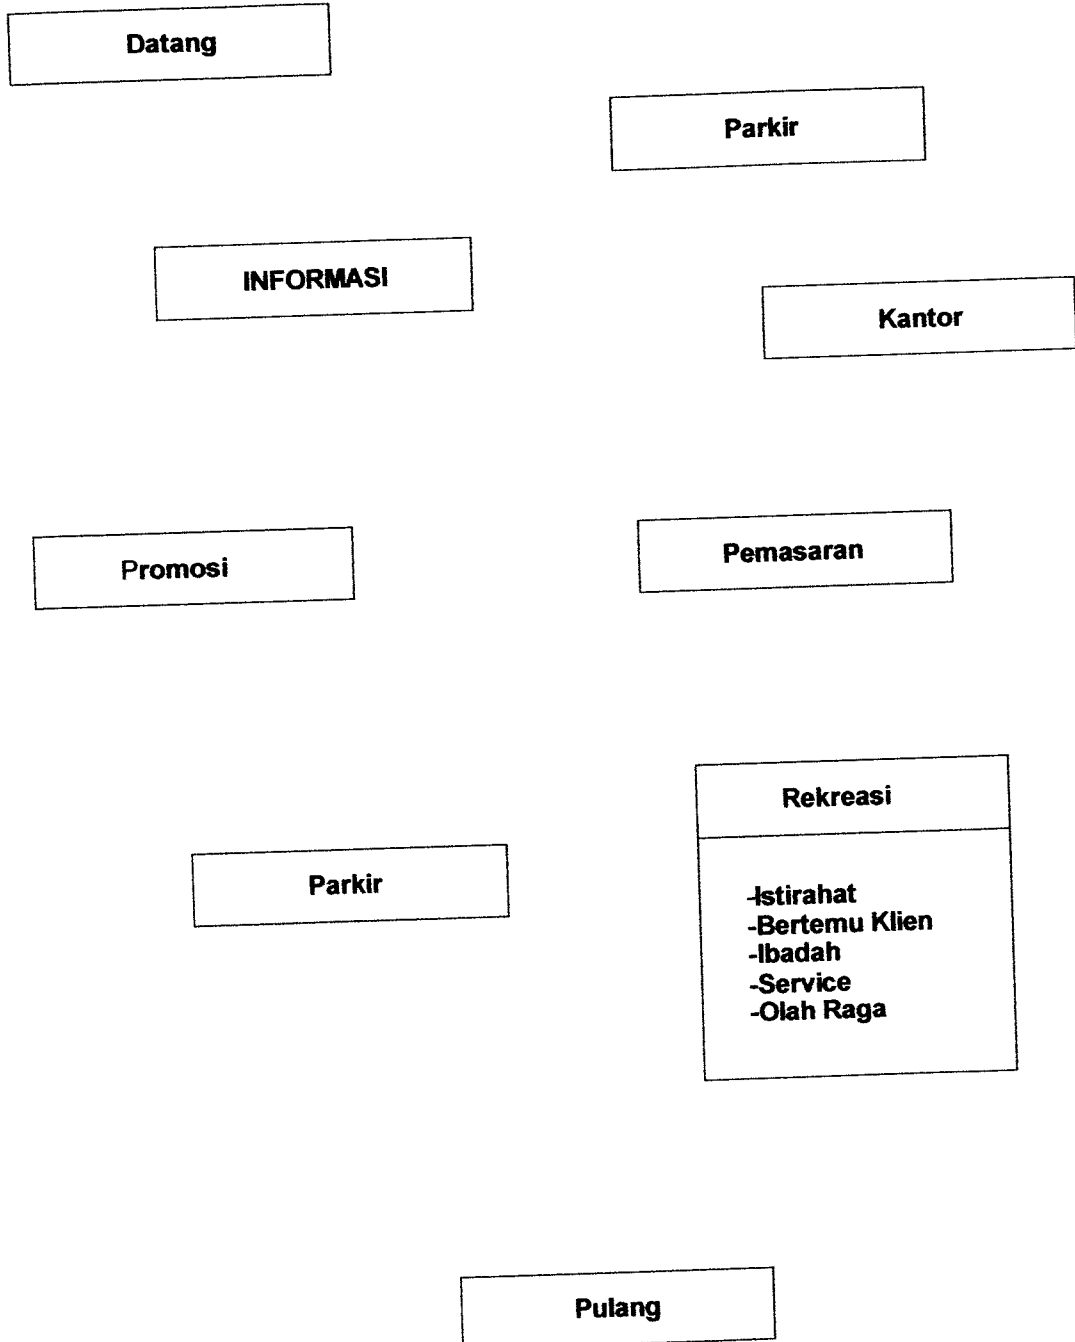 Datang
Parkir
INFORMASI
Kantor
Promosi
Pemasaran
Rekreasi
Parkir
-Istirahat
-Bertemu Klien
-Ibadah
-Service
-Olah Raga
Pulang